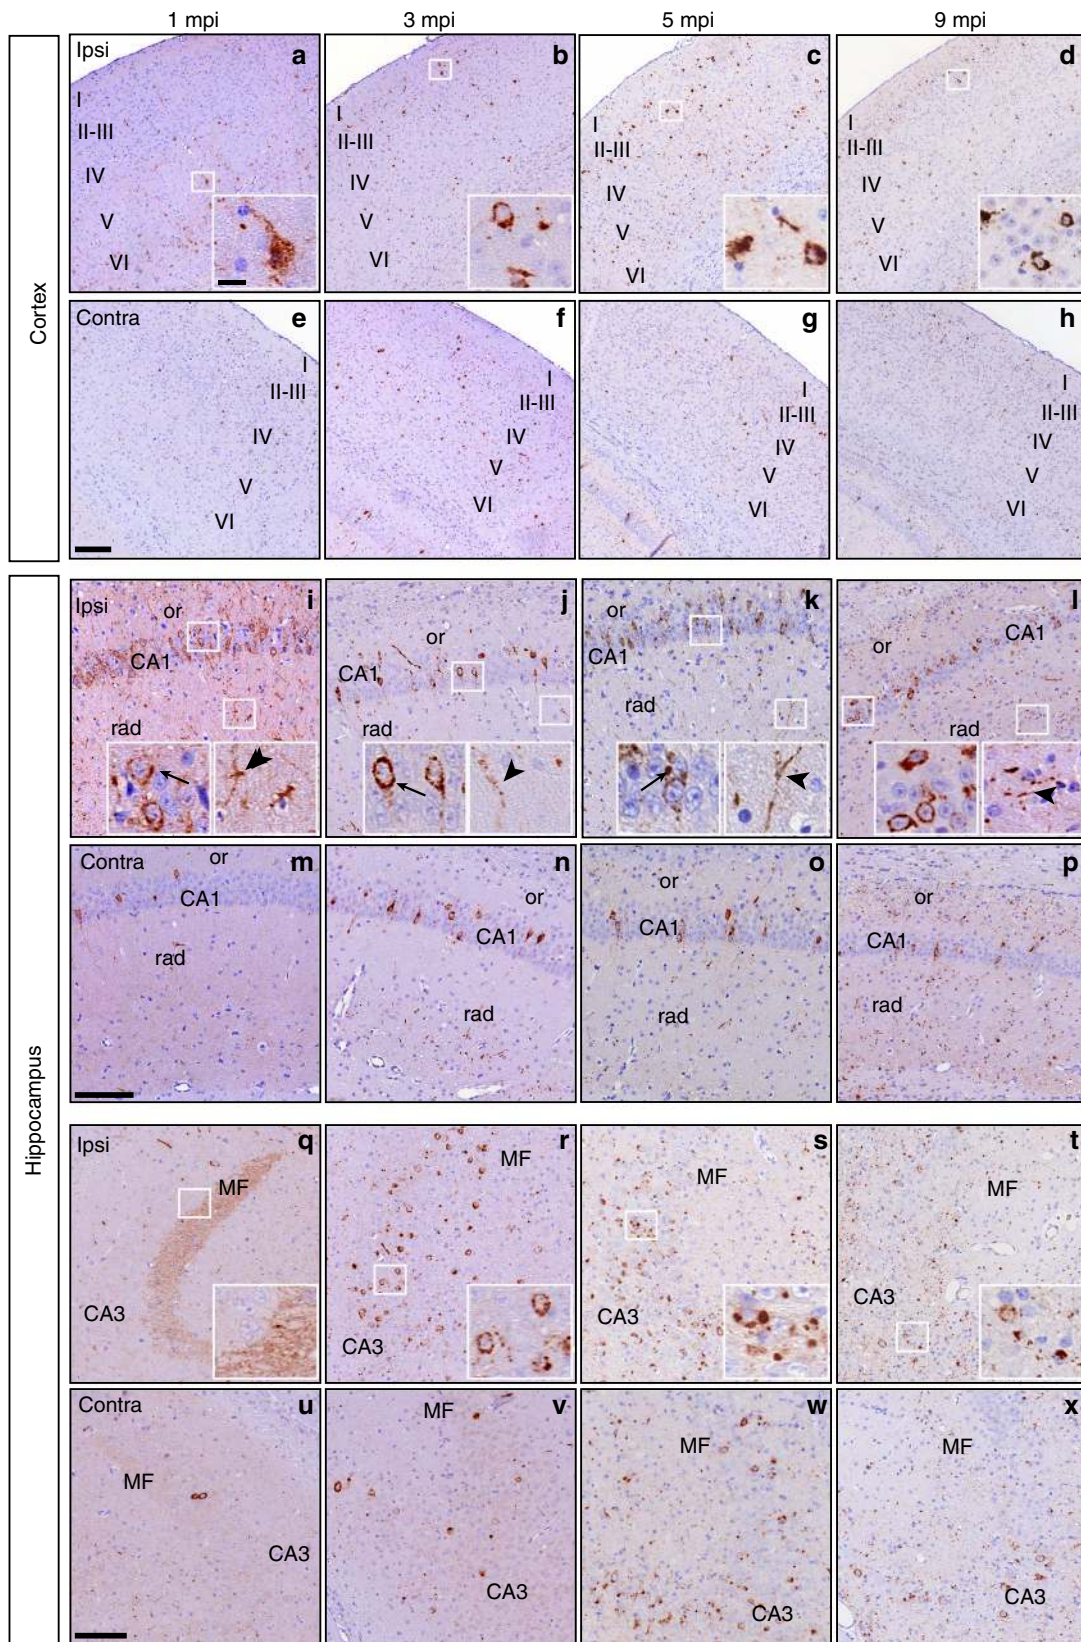 1 mpi 3 mpi 5 mpi 9 mpi
Cortex
Ipsi a b c d
I I I I
II-III II-III II-III II-III
IV IV IV IV
V V V V
VI VI VI VI
Contra e f g h
I I I I
II-III II-III II-III II-III
IV IV IV IV
V V V V
VI VI VI VI
Hippocampus
Ipsi i j k l
or or or or
CA1 CA1 CA1 CA1
rad rad rad rad
Contra m n o p
or or or or
CA1 CA1 CA1 CA1
rad rad rad rad
Ipsi q r s t
MF MF MF MF
CA3 CA3 CA3 CA3
Contra u v w x
MF MF MF MF
CA3 CA3 CA3 CA3